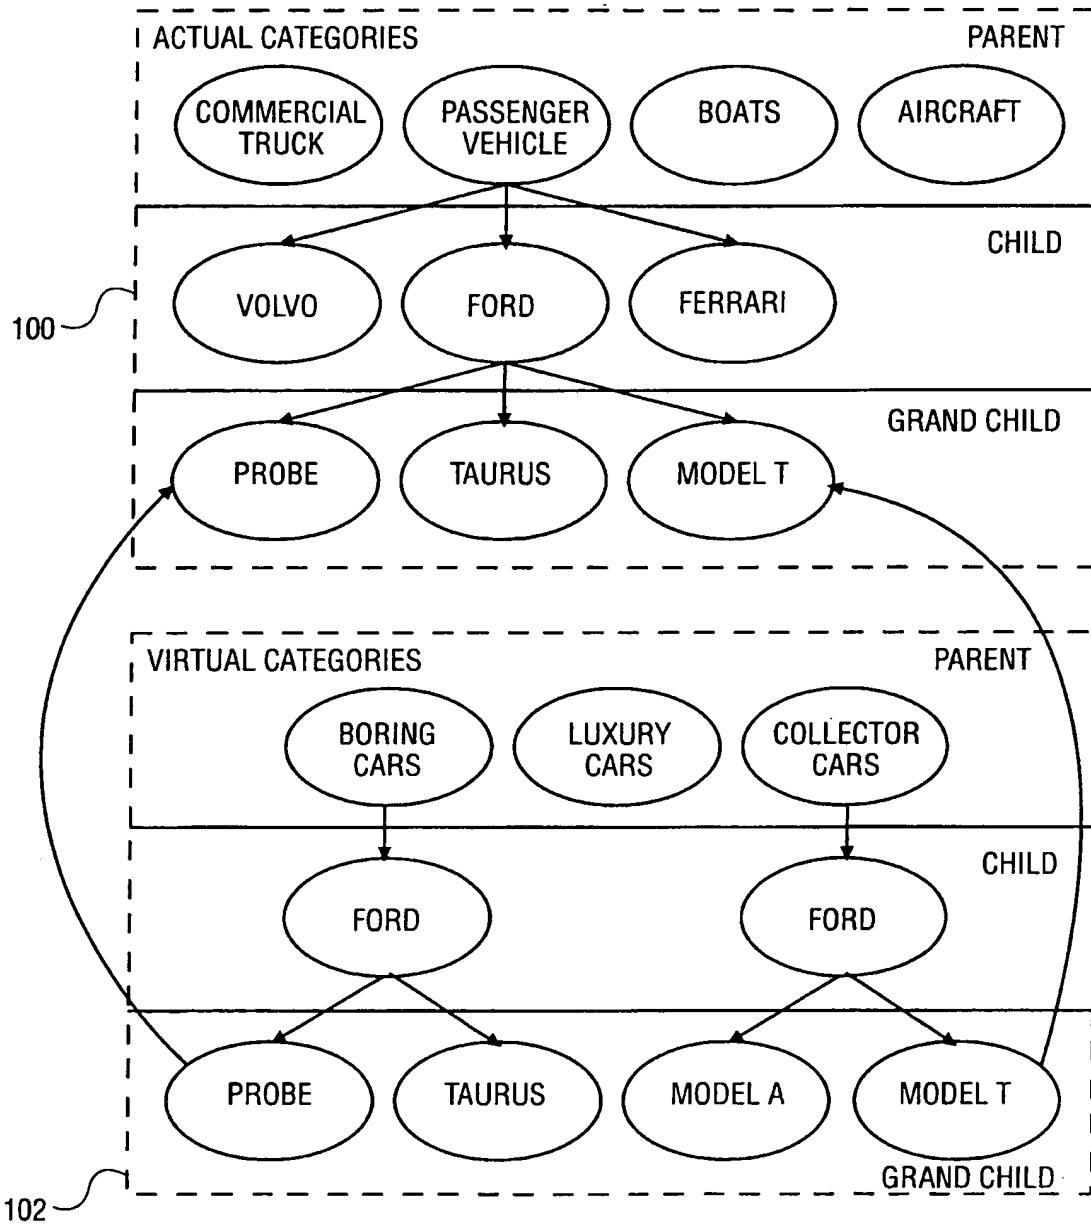 ACTUAL CATEGORIES PARENT
COMMERCIAL TRUCK
PASSENGER VEHICLE
BOATS
AIRCRAFT
CHILD
VOLVO
FORD
FERRARI
100
GRAND CHILD
PROBE
TAURUS
MODEL T
VIRTUAL CATEGORIES PARENT
BORING CARS
LUXURY CARS
COLLECTOR CARS
CHILD
FORD
FORD
PROBE
TAURUS
MODEL A
MODEL T
GRAND CHILD
102